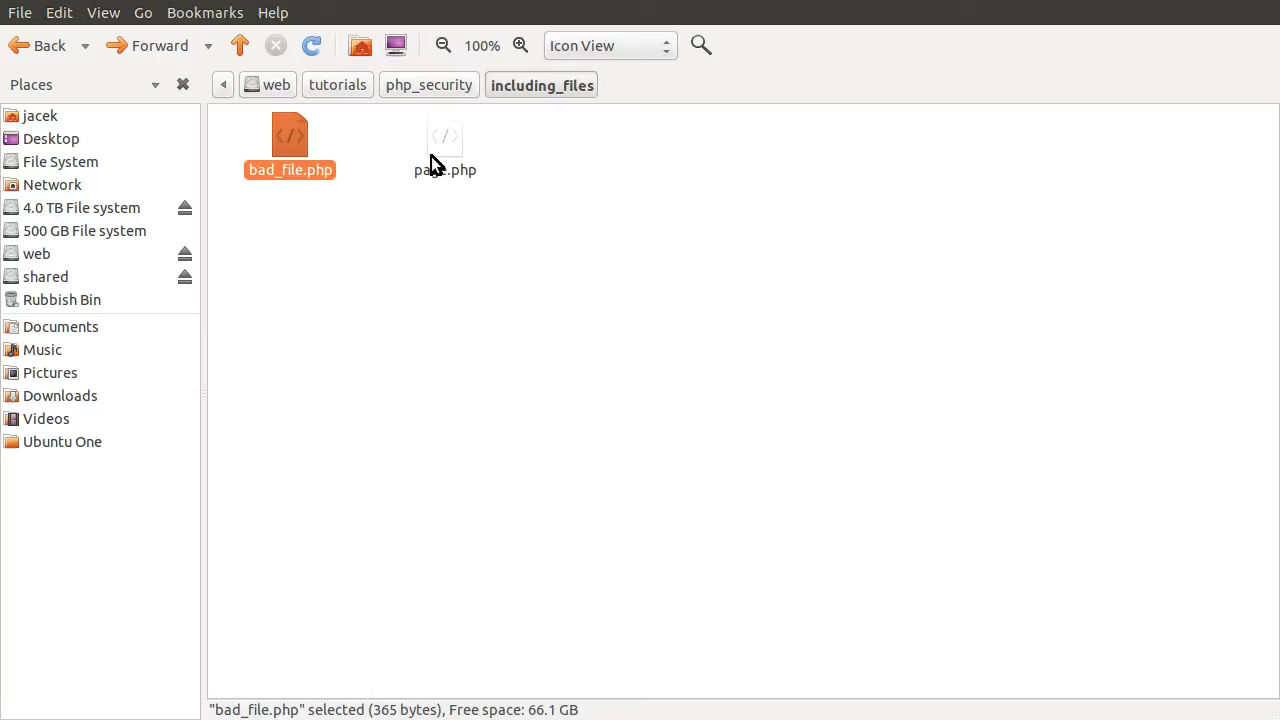 File Edit View Go Bookmarks Help
Back Forward 100% Icon View
Places web tutorials php_security including_files
jacek
Desktop
File System
Network
4.0 TB File system
500 GB File system
web
shared
Rubbish Bin
Documents
Music
Pictures
Downloads
Videos
Ubuntu One
bad_file.php
"bad_file.php" selected (365 bytes), Free space: 66.1 GB